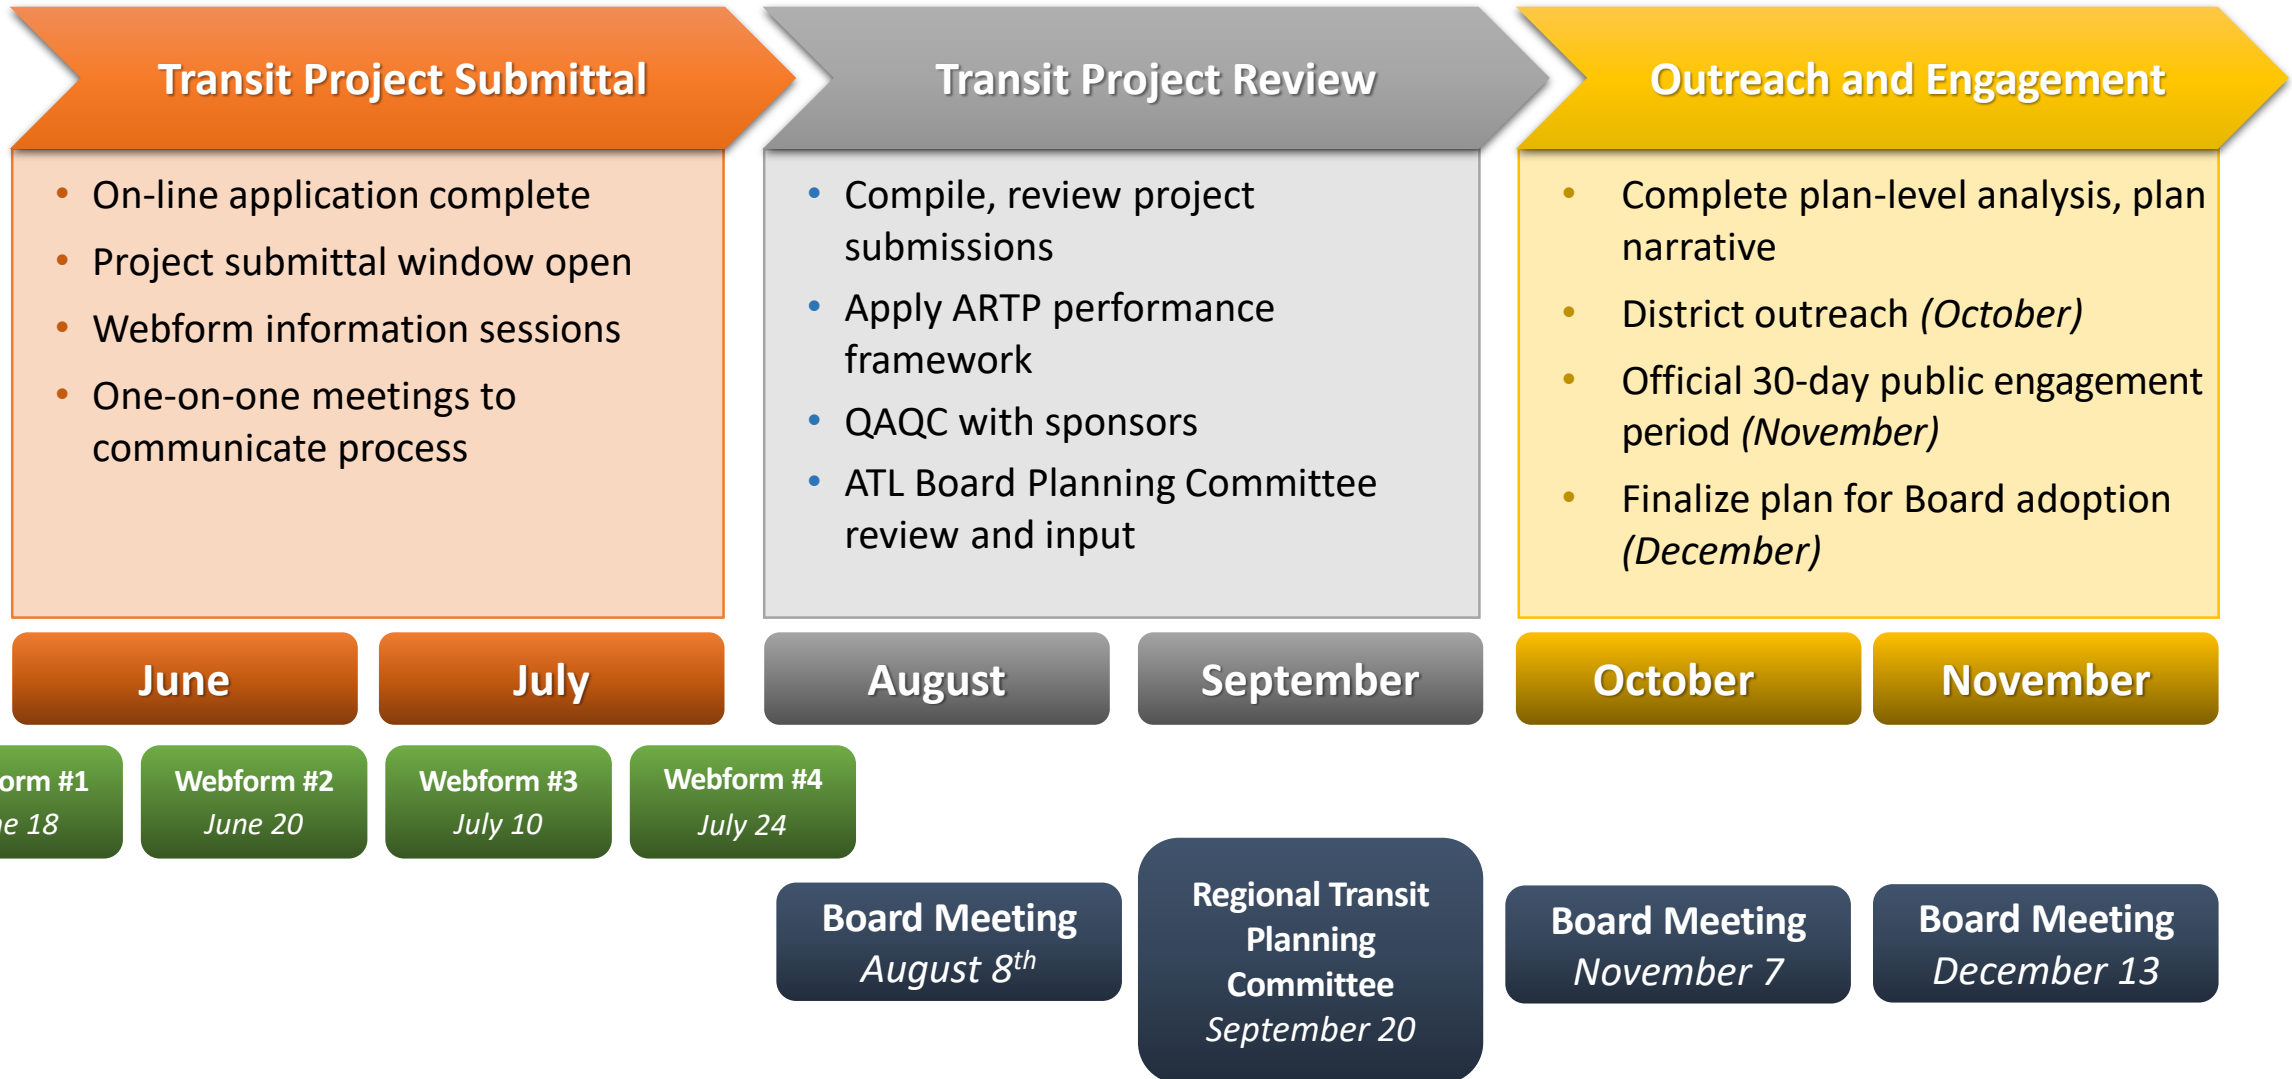 Transit Project Submittal
Transit Project Review
Outreach and Engagement
• On-line application complete
• Project submittal window open
• Webform information sessions
• One-on-one meetings to
communicate process
• Compile, review project
submissions
• Apply ARTP performance
framework
• QAQC with sponsors
• ATL Board Planning Committee
review and input
• Complete plan-level analysis, plan
narrative
• District outreach (October)
• Official 30-day public engagement
period (November)
• Finalize plan for Board adoption
(December)
June
July
August
September
October
November
orm #1
e 18
Webform #2
June 20
Webform #3
July 10
Webform #4
July 24
Board Meeting
August 8th
Regional Transit
Planning
Committee
September 20
Board Meeting
November 7
Board Meeting
December 13